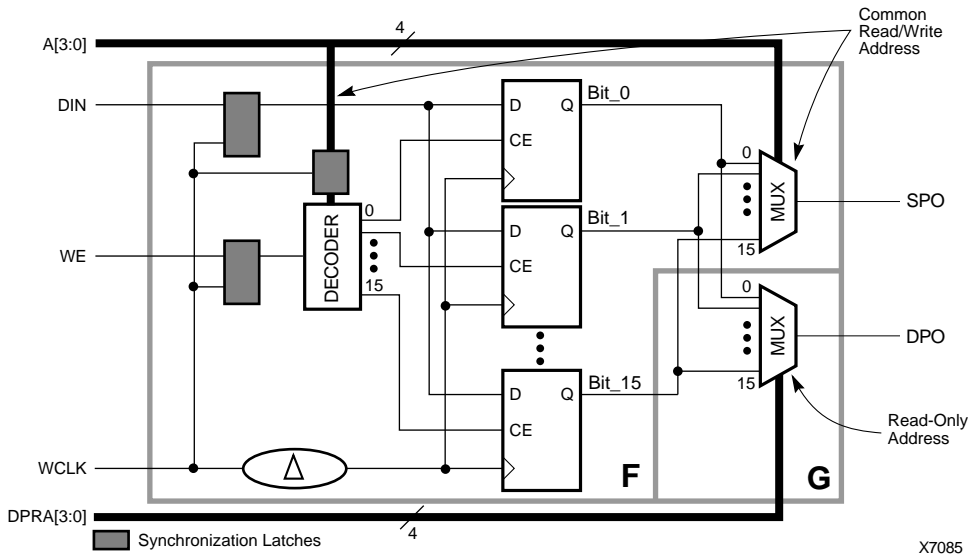 Common
Read/Write
Address
A[3:0]
4
DIN
D
Q
Bit_0
CE
0
MUX
SPO
15
0
DECODER
15
WE
D
Q
Bit_1
CE
0
MUX
DPO
15
D
Q
Bit_15
CE
Read-Only
Address
WCLK
Δ
F
G
DPRA[3:0]
4
Synchronization Latches
X7085